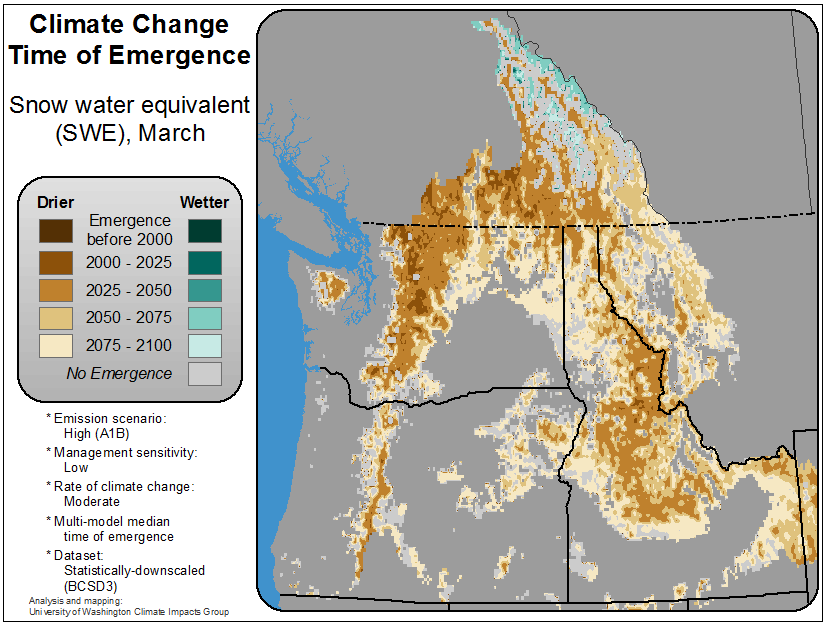 Climate Change
Time of Emergence
Snow water equivalent
(SWE), March
Drier Wetter
Emergence
before 2000
2000 - 2025
2025 - 2050
2050 - 2075
2075 - 2100
No Emergence
* Emission scenario:
High (A1B)
* Management sensitivity:
Low
* Rate of climate change:
Moderate
* Multi-model median
time of emergence
* Dataset:
Statistically-downscaled
(BCSD3)
Analysis and mapping:
University of Washington Climate Impacts Group